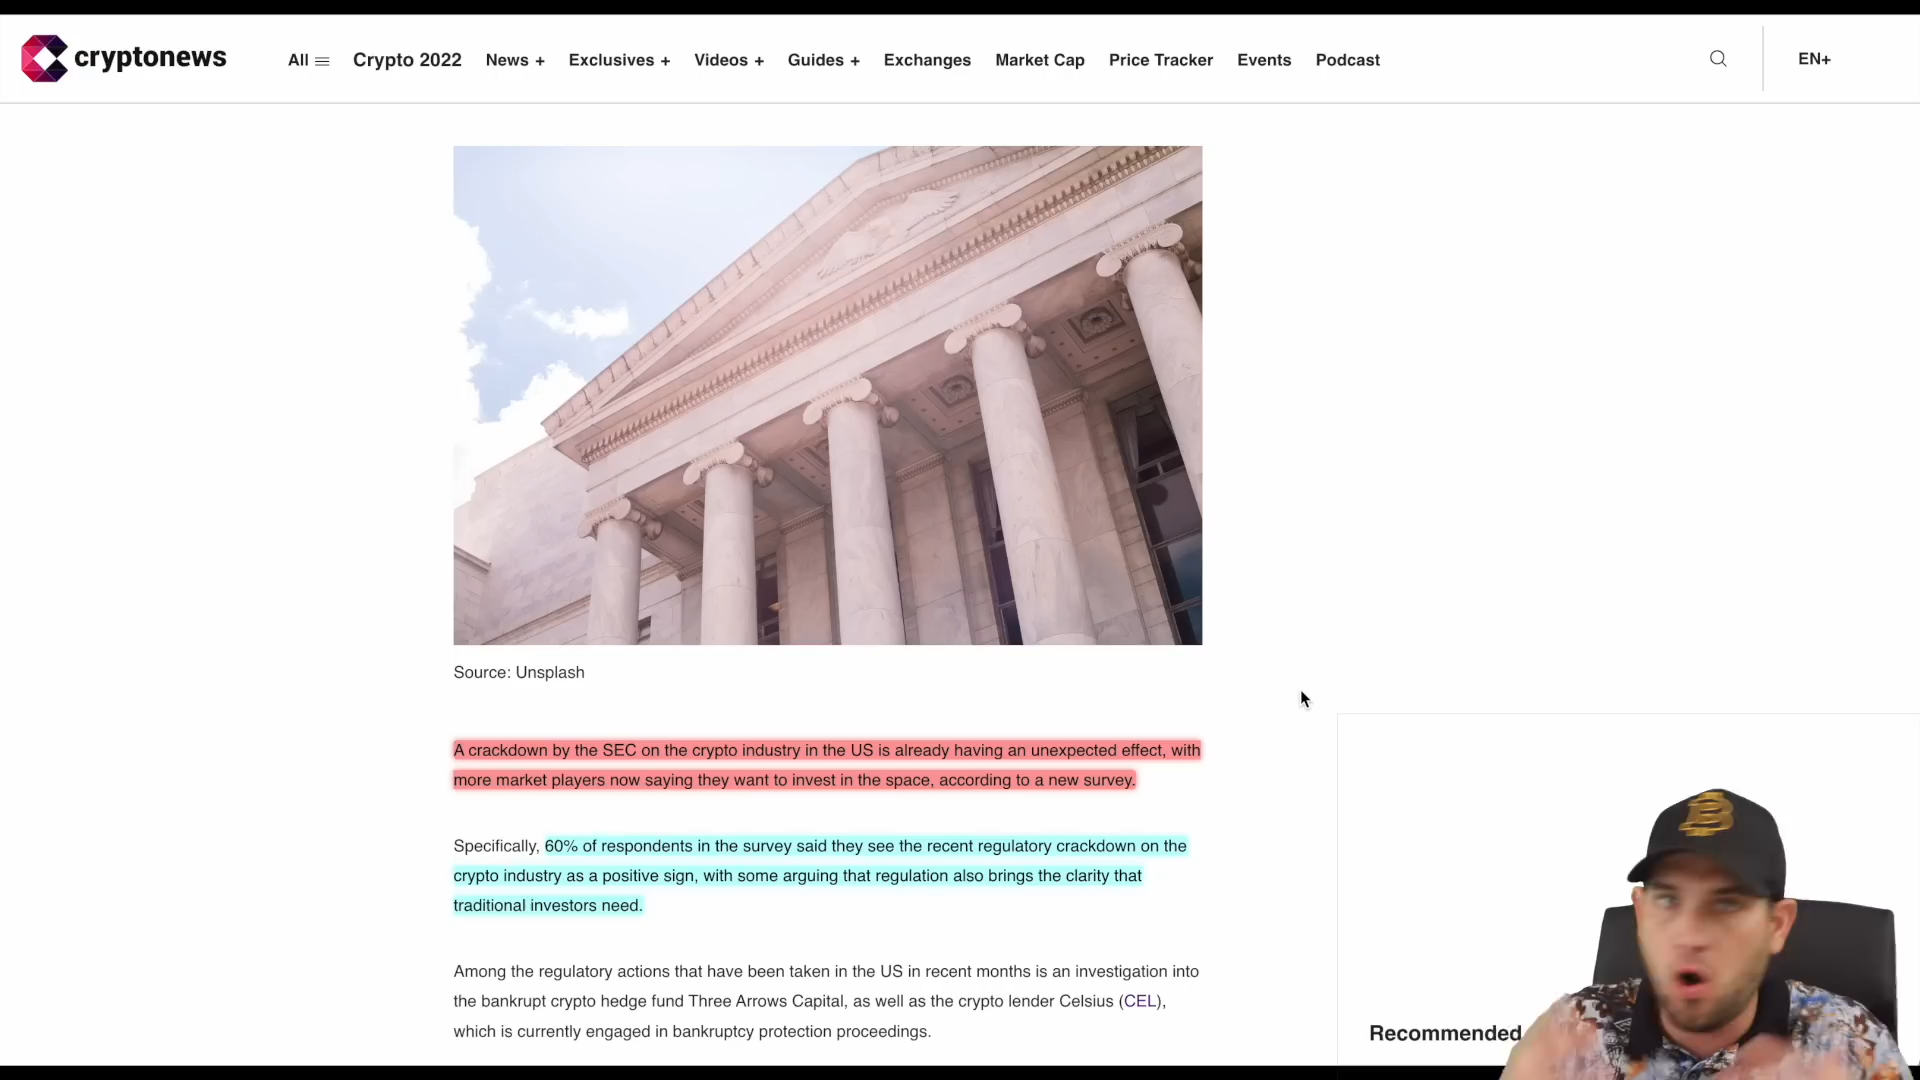 cryptonews
All Crypto 2022 News + Exclusives + Videos + Guides + Exchanges Market Cap Price Tracker Events Podcast EN+
Source: Unsplash
A crackdown by the SEC on the crypto industry in the US is already having an unexpected effect, with
more market players now saying they want to invest in the space, according to a new survey.
Specifically, 60% of respondents in the survey said they see the recent regulatory crackdown on the
crypto industry as a positive sign, with some arguing that regulation also brings the clarity that
traditional investors need.
Among the regulatory actions that have been taken in the US in recent months is an investigation into
the bankrupt crypto hedge fund Three Arrows Capital, as well as the crypto lender Celsius (CEL),
which is currently engaged in bankruptcy protection proceedings.
Recommended